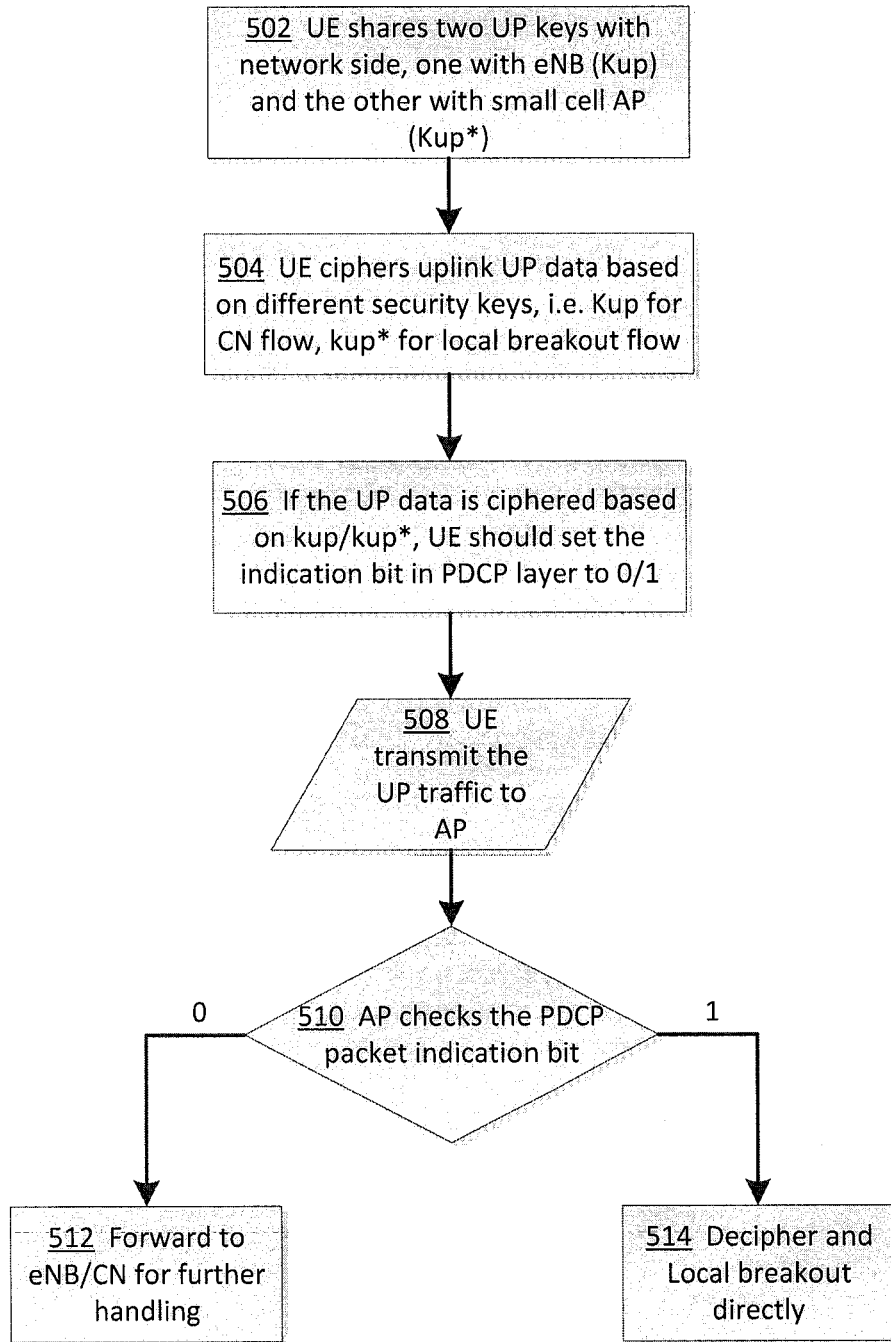 502 UE shares two UP keys with
network side, one with eNB (Kup)
and the other with small cell AP
(Kup*)
504 UE ciphers uplink UP data based
on different security keys, i.e. Kup for
CN flow, kup* for local breakout flow
506 If the UP data is ciphered based
on kup/kup*, UE should set the
indication bit in PDCP layer to 0/1
508 UE
transmit the
UP traffic to
AP
0
1
510 AP checks the PDCP
packet indication bit
512 Forward to
eNB/CN for further
handling
514 Decipher and
Local breakout
directly